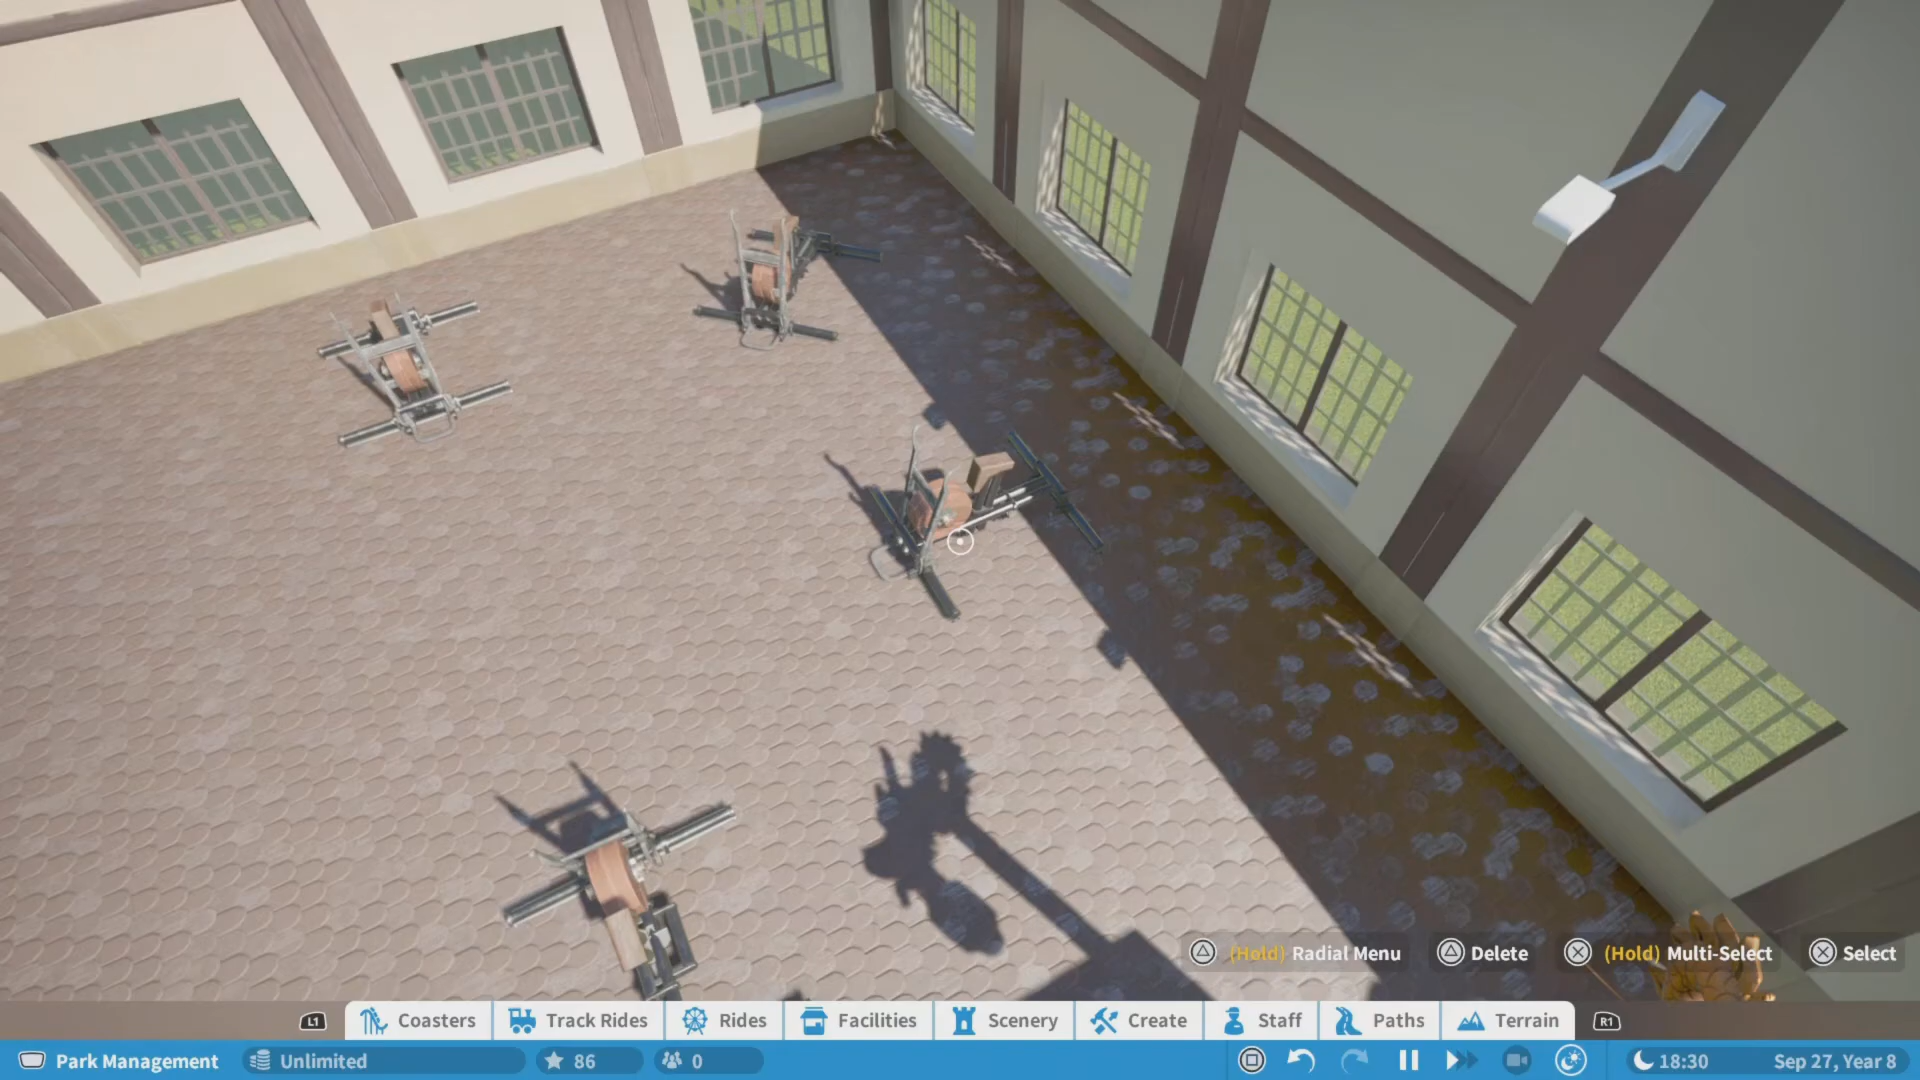 (Hold) Radial Menu Delete (Hold) Multi-Select Select
L1 Coasters Track Rides Rides Facilities Scenery Create Staff Paths Terrain R1
Park Management Unlimited 86 0 18:30 Sep 27, Year 8